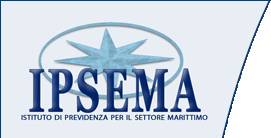 IPSEMA
ISTITUTO DI PREVIDENZA PER IL SETTORE MARITTIMO